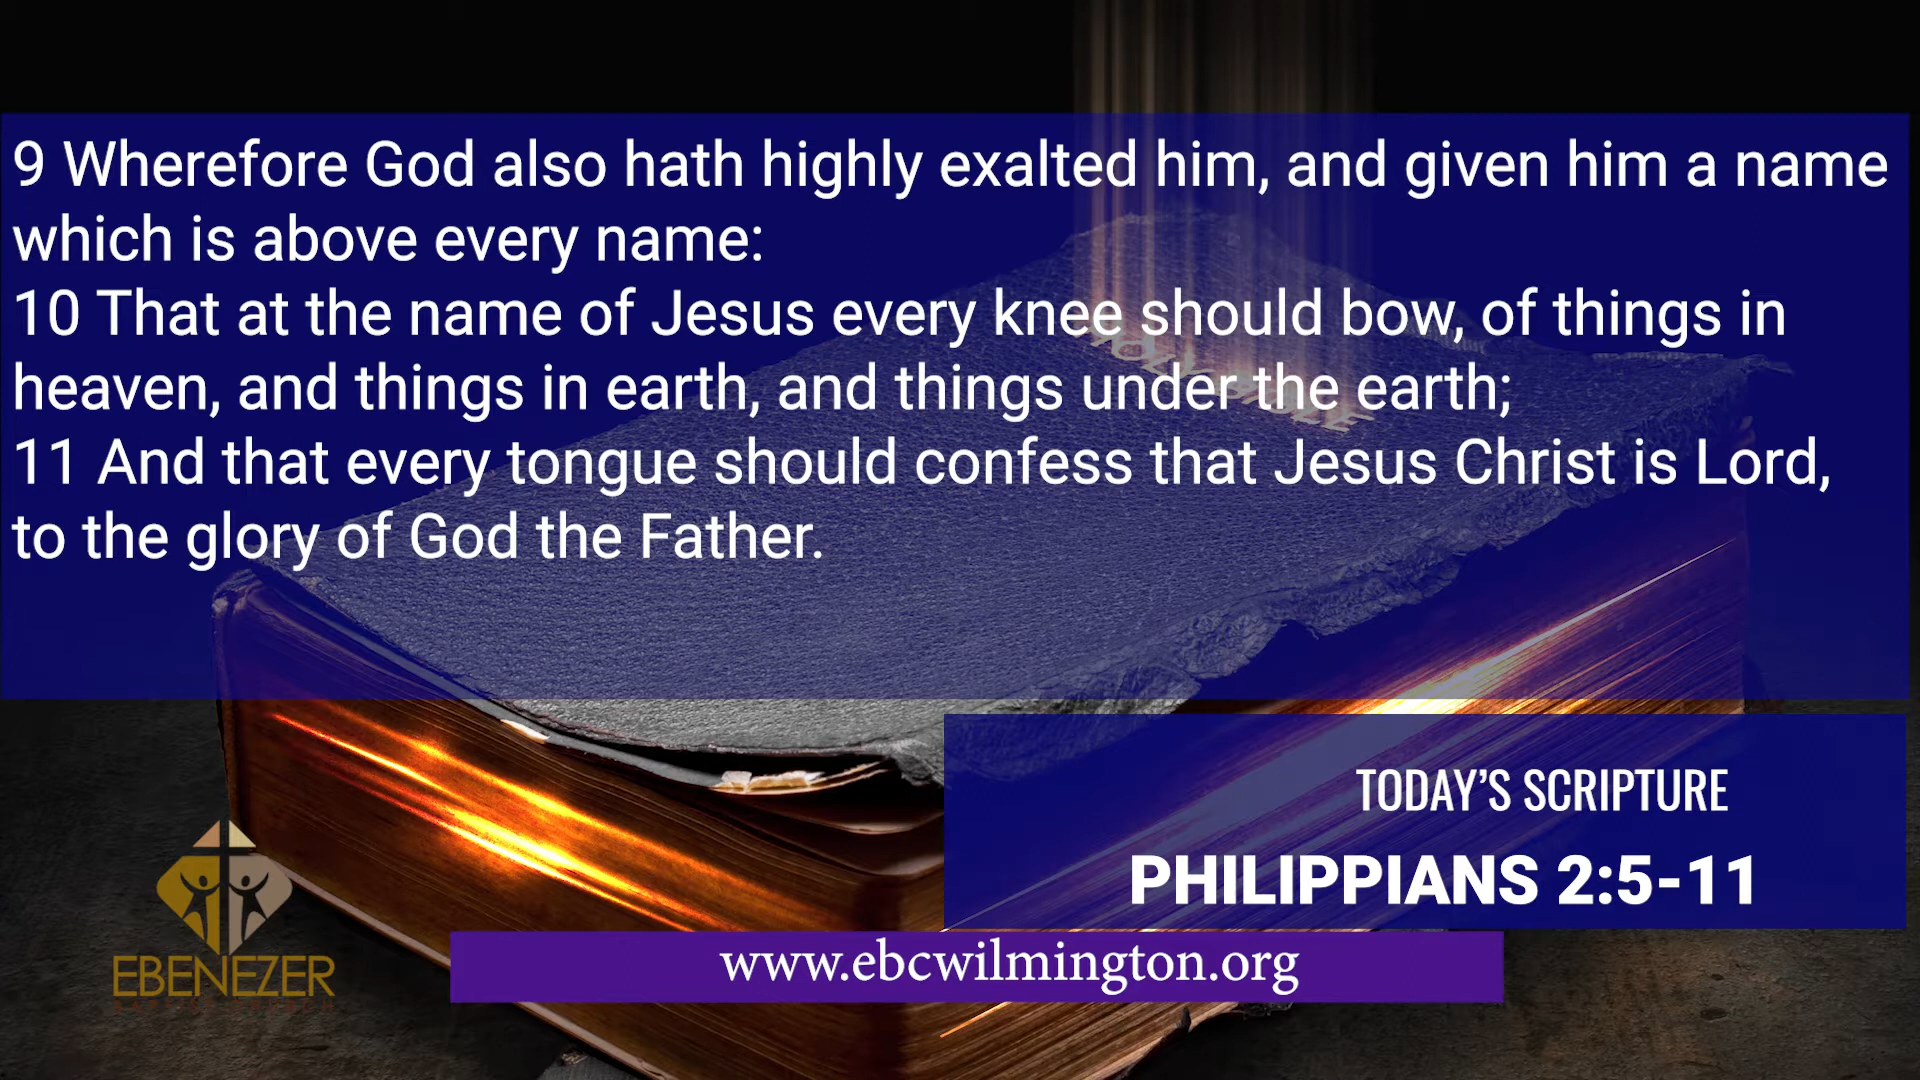 9 Wherefore God also hath highly exalted him, and given him a name
which is above every name:
10 That at the name of Jesus every knee should bow, of things in
heaven, and things in earth, and things under the earth;
11 And that every tongue should confess that Jesus Christ is Lord,
to the glory of God the Father.
HOLY BIBLE
TODAY’S SCRIPTURE
PHILIPPIANS 2:5-11
www.ebcwilmington.org
EBENEZER